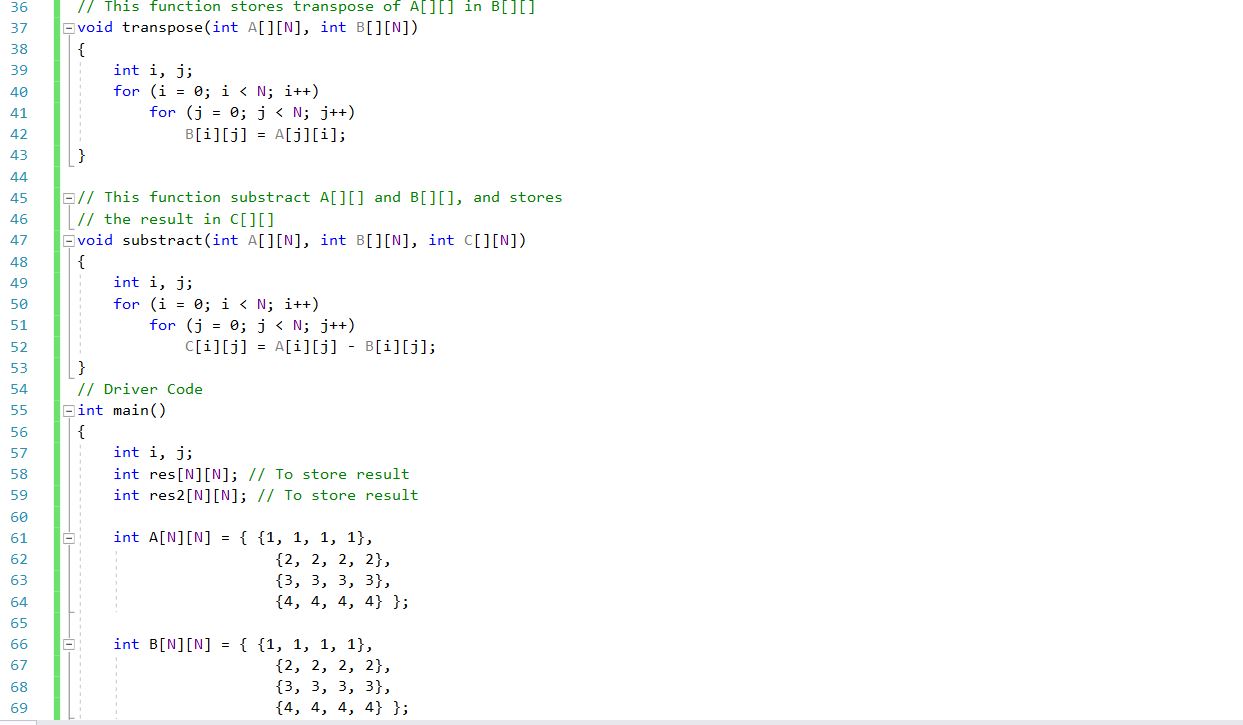 36 // This function stores transpose of A[][] in B[][]
37 void transpose(int A[][N], int B[][N])
38 {
39     int i, j;
40     for (i = 0; i < N; i++)
41         for (j = 0; j < N; j++)
42             B[i][j] = A[j][i];
43 }
44
45 // This function substract A[][] and B[][], and stores
46 // the result in C[][]
47 void substract(int A[][N], int B[][N], int C[][N])
48 {
49     int i, j;
50     for (i = 0; i < N; i++)
51         for (j = 0; j < N; j++)
52             C[i][j] = A[i][j] - B[i][j];
53 }
54 // Driver Code
55 int main()
56 {
57     int i, j;
58     int res[N][N]; // To store result
59     int res2[N][N]; // To store result
60
61     int A[N][N] = { {1, 1, 1, 1},
62                       {2, 2, 2, 2},
63                       {3, 3, 3, 3},
64                       {4, 4, 4, 4} };
65
66     int B[N][N] = { {1, 1, 1, 1},
67                       {2, 2, 2, 2},
68                       {3, 3, 3, 3},
69                       {4, 4, 4, 4} };